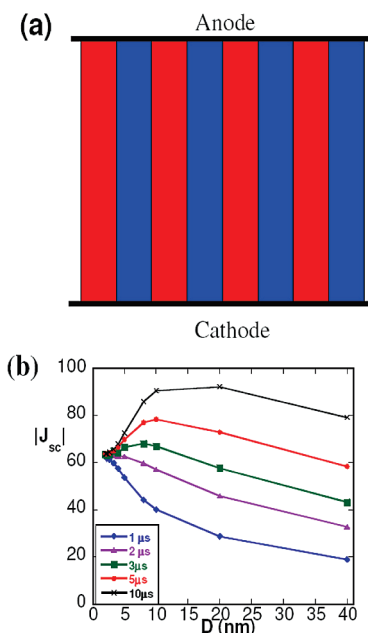 (a)
Anode
Cathode
(b)
100
80
60
40
20
0
|J_sc|
1 μs
2 μs
3μs
5μs
10μs
0 5 10 15 20 25 30 35 40
D (nm)